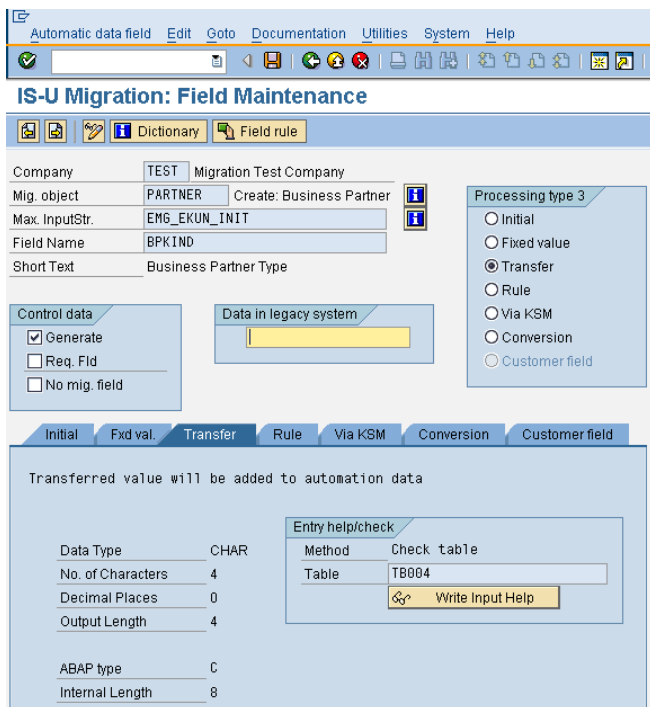 Automatic data field Edit Goto Documentation Utilities System Help
IS-U Migration: Field Maintenance
Dictionary Field rule
Company TEST Migration Test Company
Mig. object PARTNER Create: Business Partner
Max. InputStr. EMG_EKUN_INIT
Field Name BPKIND
Short Text Business Partner Type
Processing type 3
Initial
Fixed value
Transfer
Rule
Via KSM
Conversion
Customer field
Control data
Generate
Req. Fld
No mig. field
Data in legacy system
Initial Fxd val. Transfer Rule Via KSM Conversion Customer field
Transferred value will be added to automation data
Data Type CHAR
No. of Characters 4
Decimal Places 0
Output Length 4
ABAP type C
Internal Length 8
Entry help/check
Method Check table
Table TB004
Write Input Help